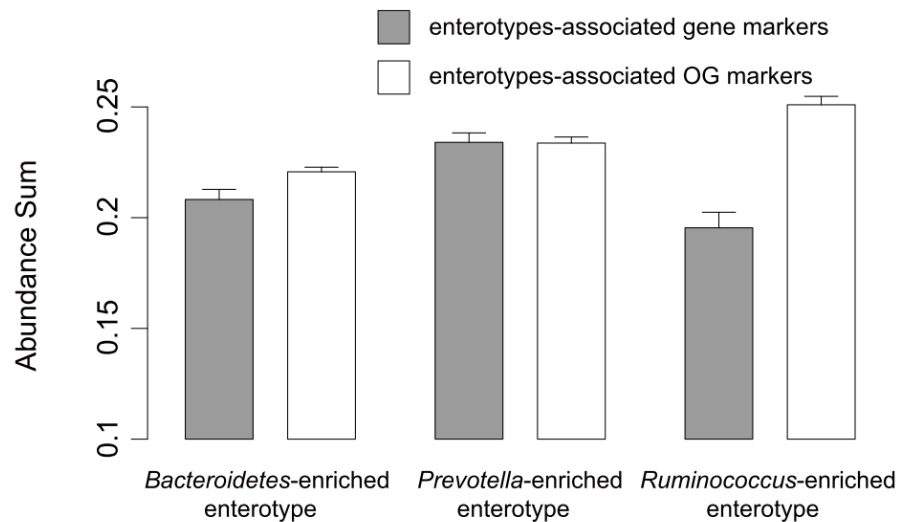 enterotypes-associated gene markers
enterotypes-associated OG markers
Abundance Sum
0.25
0.2
0.15
0.1
Bacteroidetes-enriched
enterotype
Prevotella-enriched
enterotype
Ruminococcus-enriched
enterotype